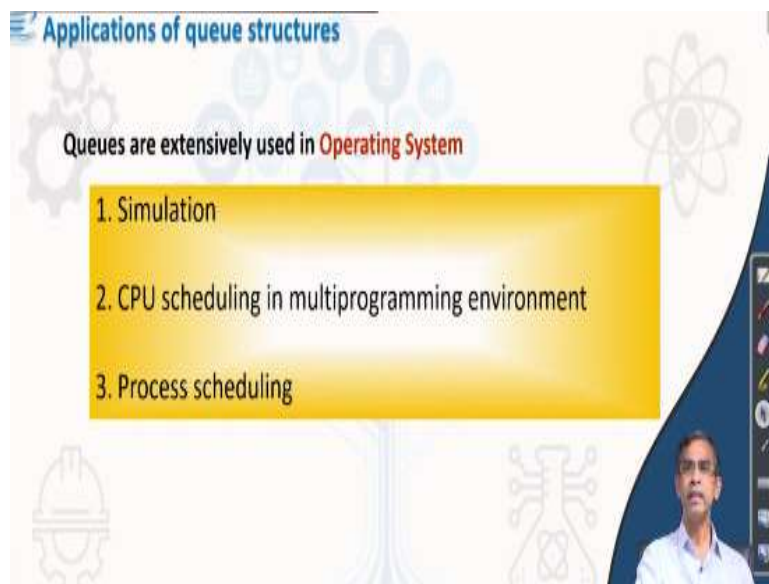 Applications of queue structures
Queues are extensively used in Operating System
1. Simulation
2. CPU scheduling in multiprogramming environment
3. Process scheduling